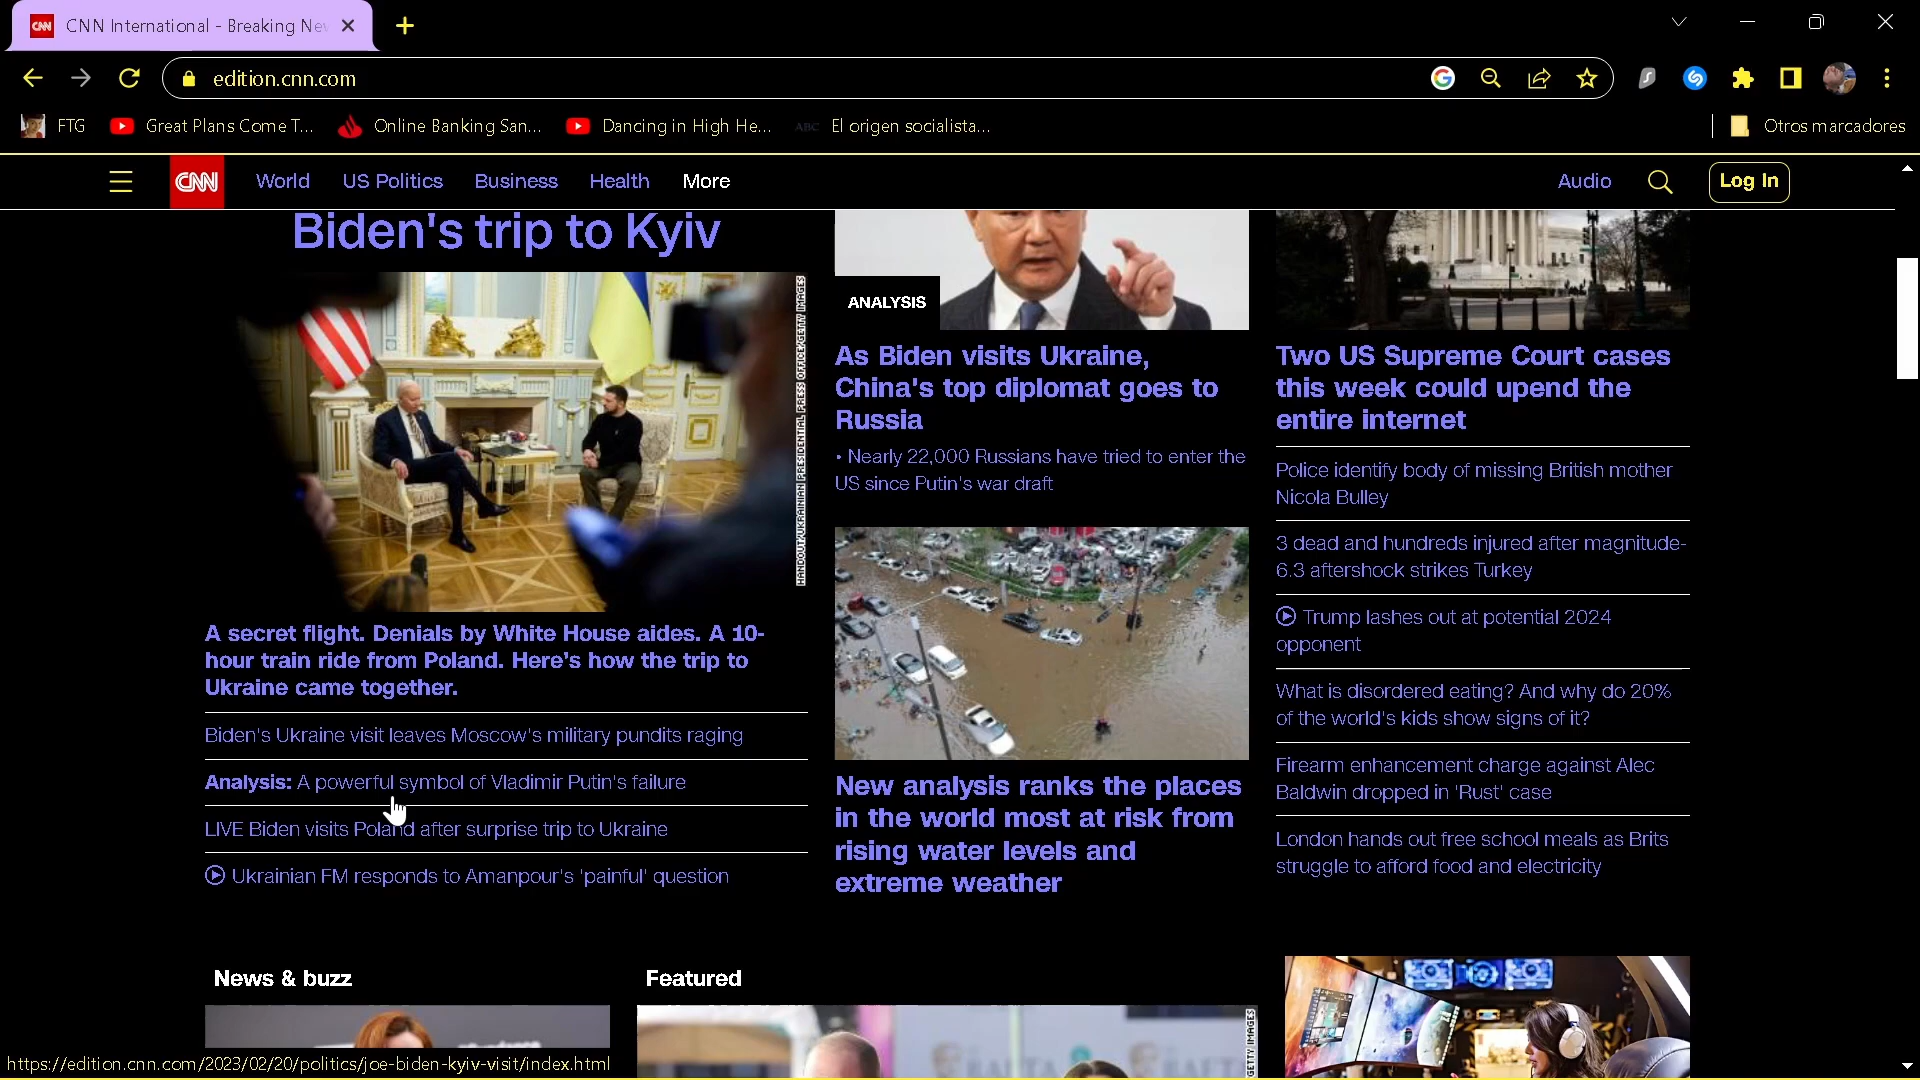 CNN International - Breaking Ne
edition.cnn.com
FTG
Great Plans Come T...
Online Banking San...
Dancing in High He...
ABC
El origen socialista...
Otros marcadores
CNN
World
US Politics
Business
Health
More
Audio
Log In
Biden's trip to Kyiv
HANDOUT/UKRAINIAN PRESIDENTIAL PRESS OFFICE/GETTY IMAGES
A secret flight. Denials by White House aides. A 10-
hour train ride from Poland. Here’s how the trip to
Ukraine came together.
Biden's Ukraine visit leaves Moscow's military pundits raging
Analysis: A powerful symbol of Vladimir Putin's failure
LIVE Biden visits Poland after surprise trip to Ukraine
Ukrainian FM responds to Amanpour's 'painful' question
ANALYSIS
As Biden visits Ukraine,
China's top diplomat goes to
Russia
• Nearly 22,000 Russians have tried to enter the
US since Putin's war draft
New analysis ranks the places
in the world most at risk from
rising water levels and
extreme weather
Two US Supreme Court cases
this week could upend the
entire internet
Police identify body of missing British mother
Nicola Bulley
3 dead and hundreds injured after magnitude-
6.3 aftershock strikes Turkey
Trump lashes out at potential 2024
opponent
What is disordered eating? And why do 20%
of the world's kids show signs of it?
Firearm enhancement charge against Alec
Baldwin dropped in 'Rust' case
London hands out free school meals as Brits
struggle to afford food and electricity
News & buzz
Featured
GETTY IMAGES
https://edition.cnn.com/2023/02/20/politics/joe-biden-kyiv-visit/index.html